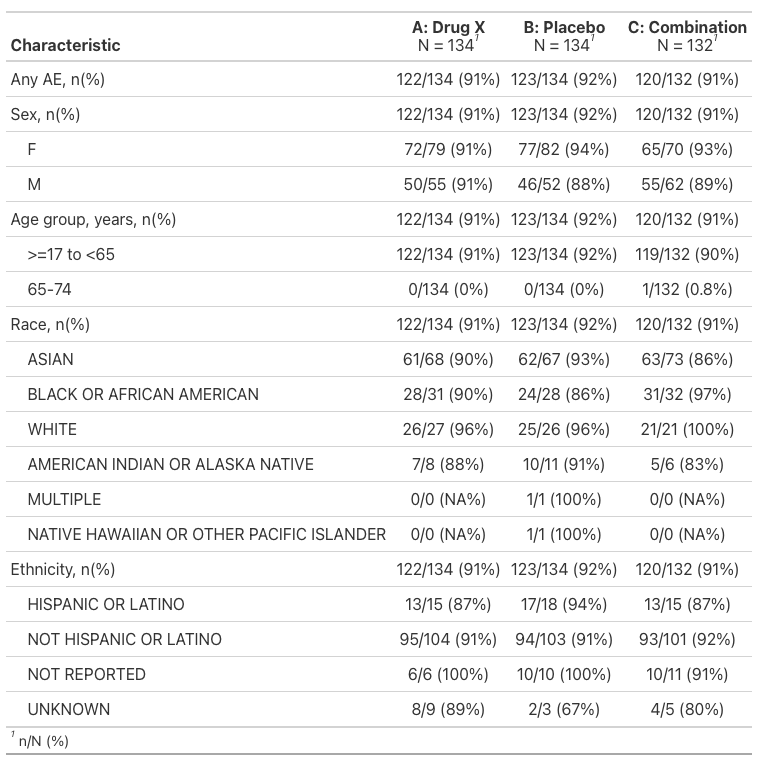 Characteristic A: Drug X N = 134¹ B: Placebo N = 134¹ C: Combination N = 132¹
Any AE, n(%) 122/134 (91%) 123/134 (92%) 120/132 (91%)
Sex, n(%) 122/134 (91%) 123/134 (92%) 120/132 (91%)
F 72/79 (91%) 77/82 (94%) 65/70 (93%)
M 50/55 (91%) 46/52 (88%) 55/62 (89%)
Age group, years, n(%) 122/134 (91%) 123/134 (92%) 120/132 (91%)
>=17 to <65 122/134 (91%) 123/134 (92%) 119/132 (90%)
65-74 0/134 (0%) 0/134 (0%) 1/132 (0.8%)
Race, n(%) 122/134 (91%) 123/134 (92%) 120/132 (91%)
ASIAN 61/68 (90%) 62/67 (93%) 63/73 (86%)
BLACK OR AFRICAN AMERICAN 28/31 (90%) 24/28 (86%) 31/32 (97%)
WHITE 26/27 (96%) 25/26 (96%) 21/21 (100%)
AMERICAN INDIAN OR ALASKA NATIVE 7/8 (88%) 10/11 (91%) 5/6 (83%)
MULTIPLE 0/0 (NA%) 1/1 (100%) 0/0 (NA%)
NATIVE HAWAIIAN OR OTHER PACIFIC ISLANDER 0/0 (NA%) 1/1 (100%) 0/0 (NA%)
Ethnicity, n(%) 122/134 (91%) 123/134 (92%) 120/132 (91%)
HISPANIC OR LATINO 13/15 (87%) 17/18 (94%) 13/15 (87%)
NOT HISPANIC OR LATINO 95/104 (91%) 94/103 (91%) 93/101 (92%)
NOT REPORTED 6/6 (100%) 10/10 (100%) 10/11 (91%)
UNKNOWN 8/9 (89%) 2/3 (67%) 4/5 (80%)
¹ n/N (%)